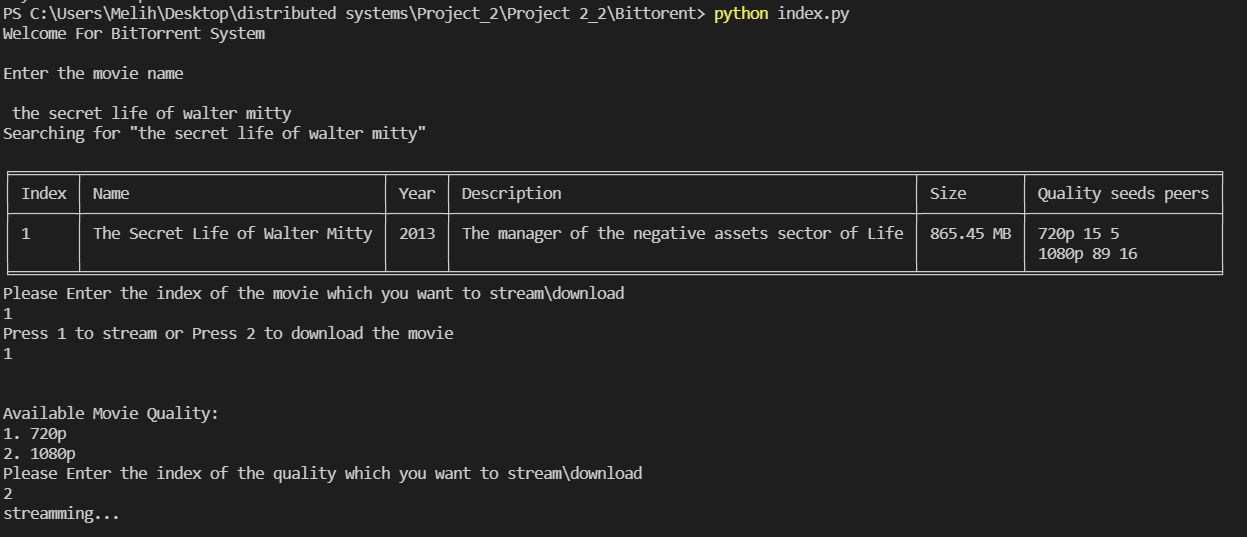 PS C:\Users\Melih\Desktop\distributed systems\Project_2\Project 2_2\Bittorent> python index.py
Welcome For BitTorrent System
Enter the movie name
the secret life of walter mitty
Searching for "the secret life of walter mitty"
Index Name Year Description Size Quality seeds peers
1 The Secret Life of Walter Mitty 2013 The manager of the negative assets sector of Life 865.45 MB 720p 15 5
1080p 89 16
Please Enter the index of the movie which you want to stream\download
1
Press 1 to stream or Press 2 to download the movie
1
Available Movie Quality:
1. 720p
2. 1080p
Please Enter the index of the quality which you want to stream\download
2
streamming...